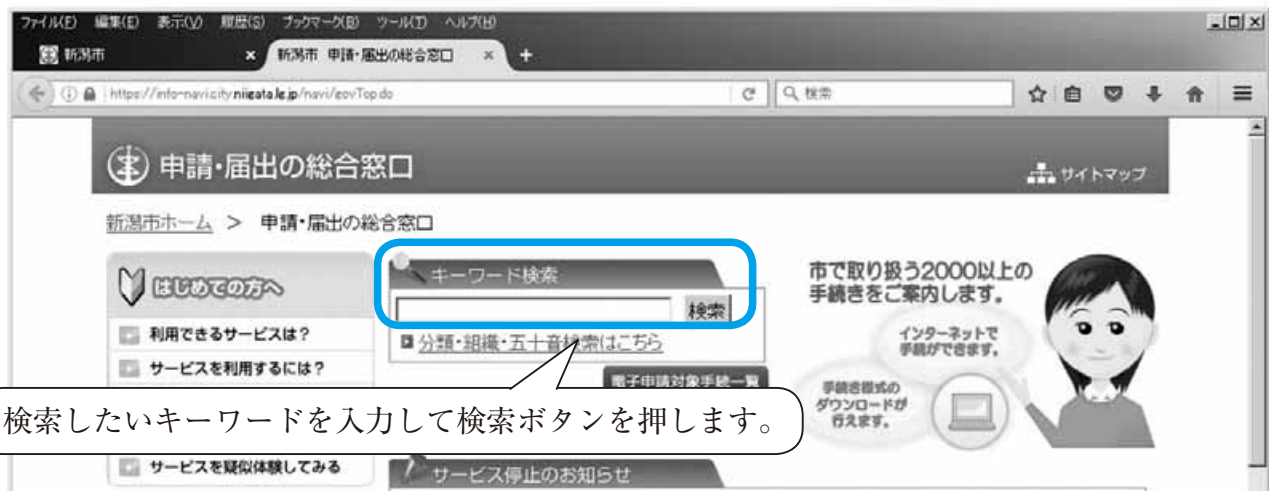 ファイル(F) 編集(E) 表示(V) 履歴(S) ブックマーク(B) ツール(T) ヘルプ(H)
新潟市 × 新潟市 申請・届出の総合窓口 × +
https://info-navi.city.niigata.lg.jp/navi/govTop.do 検索
申請・届出の総合窓口
サイトマップ
新潟市ホーム > 申請・届出の総合窓口
はじめての方へ
利用できるサービスは?
サービスを利用するには?
サービスを疑似体験してみる
キーワード検索
検索
分類・組織・五十音検索はこちら
電子申請対象手続一覧
検索したいキーワードを入力して検索ボタンを押します。
サービス停止のお知らせ
市で取り扱う2000以上の
手続きをご案内します。
インターネットで
手続ができます。
手続き様式の
ダウンロードが
行えます。